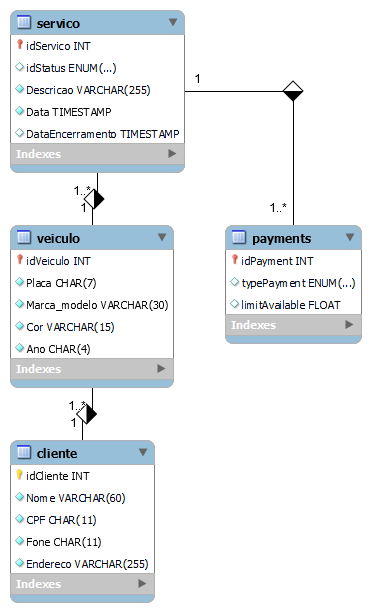 servico
idServico INT
idStatus ENUM(...)
Descricao VARCHAR(255)
Data TIMESTAMP
DataEncerramento TIMESTAMP
Indexes
1
1..*
1..*
1
veiculo
idVeiculo INT
Placa CHAR(7)
Marca_modelo VARCHAR(30)
Cor VARCHAR(15)
Ano CHAR(4)
Indexes
payments
idPayment INT
typePayment ENUM(...)
limitAvailable FLOAT
Indexes
1..*
1
cliente
idCliente INT
Nome VARCHAR(60)
CPF CHAR(11)
Fone CHAR(11)
Endereco VARCHAR(255)
Indexes